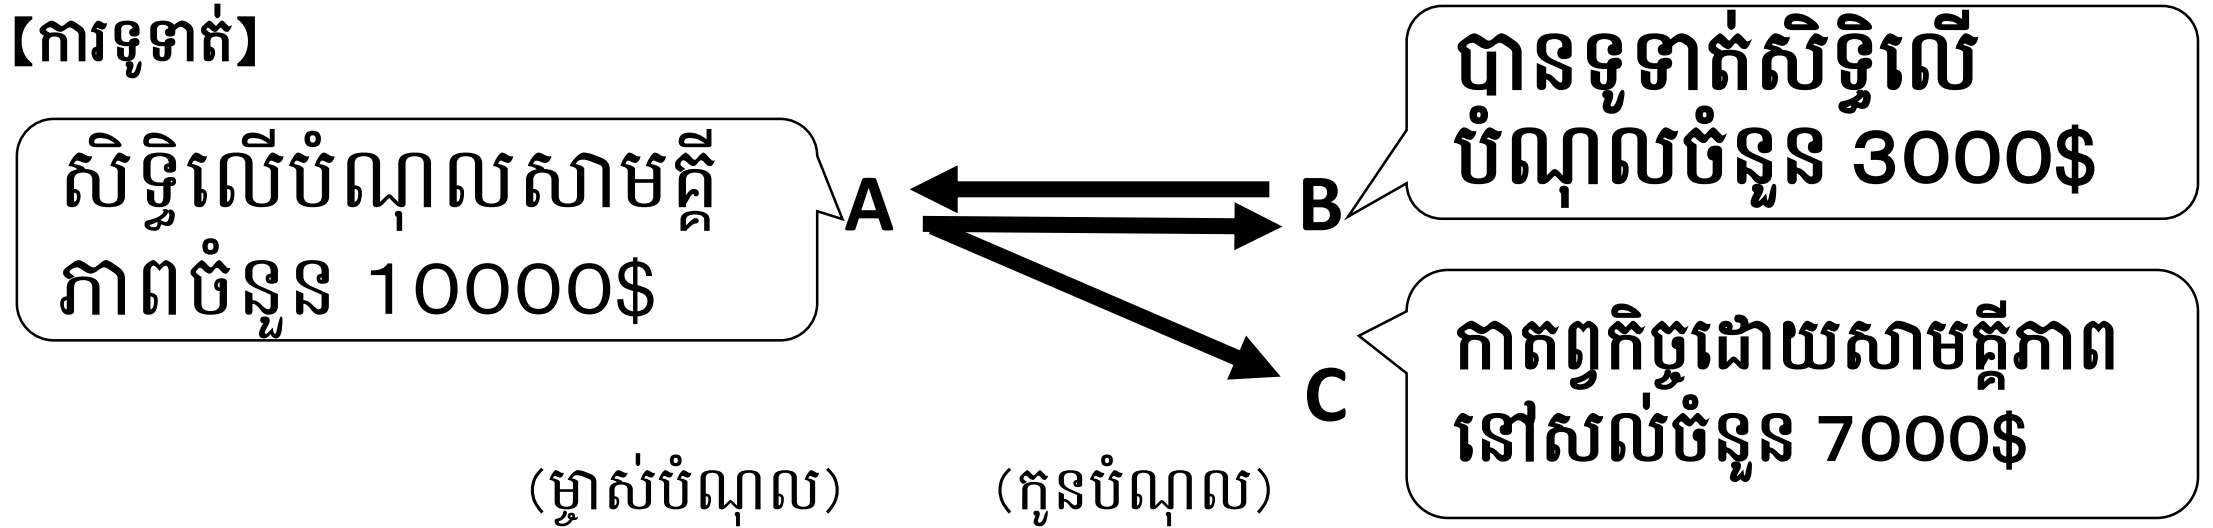 【ការទូទាត់】
សិទ្ធិលើបំណុលសាមគ្គី
ភាពចំនួន 10000$
A
B
បានទូទាត់សិទ្ធិលើ
បំណុលចំនួន 3000$
C
កាតព្វកិច្ចដោយសាមគ្គីភាព
នៅសល់ចំនួន 7000$
(ម្ចាស់បំណុល) (កូនបំណុល)